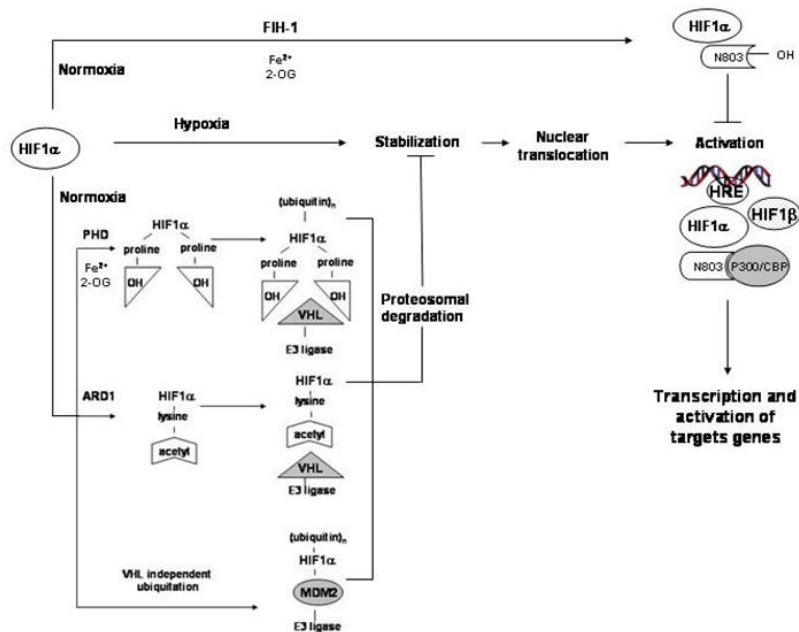 FIH-1
Normoxia
Fe²⁺
2-OG
HIF1α
N803
OH
HIF1α
Hypoxia
Stabilization
Nuclear
translocation
Activation
Normoxia
HRE
HIF1α
HIF1β
N803
P300/CBP
PHD
Fe²⁺
2-OG
HIF1α
proline
proline
OH
OH
(ubiquitin)n
HIF1α
proline
proline
OH
OH
VHL
E3 ligase
Proteosomal
degradation
ARD1
HIF1α
lysine
acetyl
HIF1α
lysine
acetyl
VHL
E3 ligase
Transcription and
activation of
targets genes
VHL independent
ubiquitation
(ubiquitin)n
HIF1α
MDM2
E3 ligase